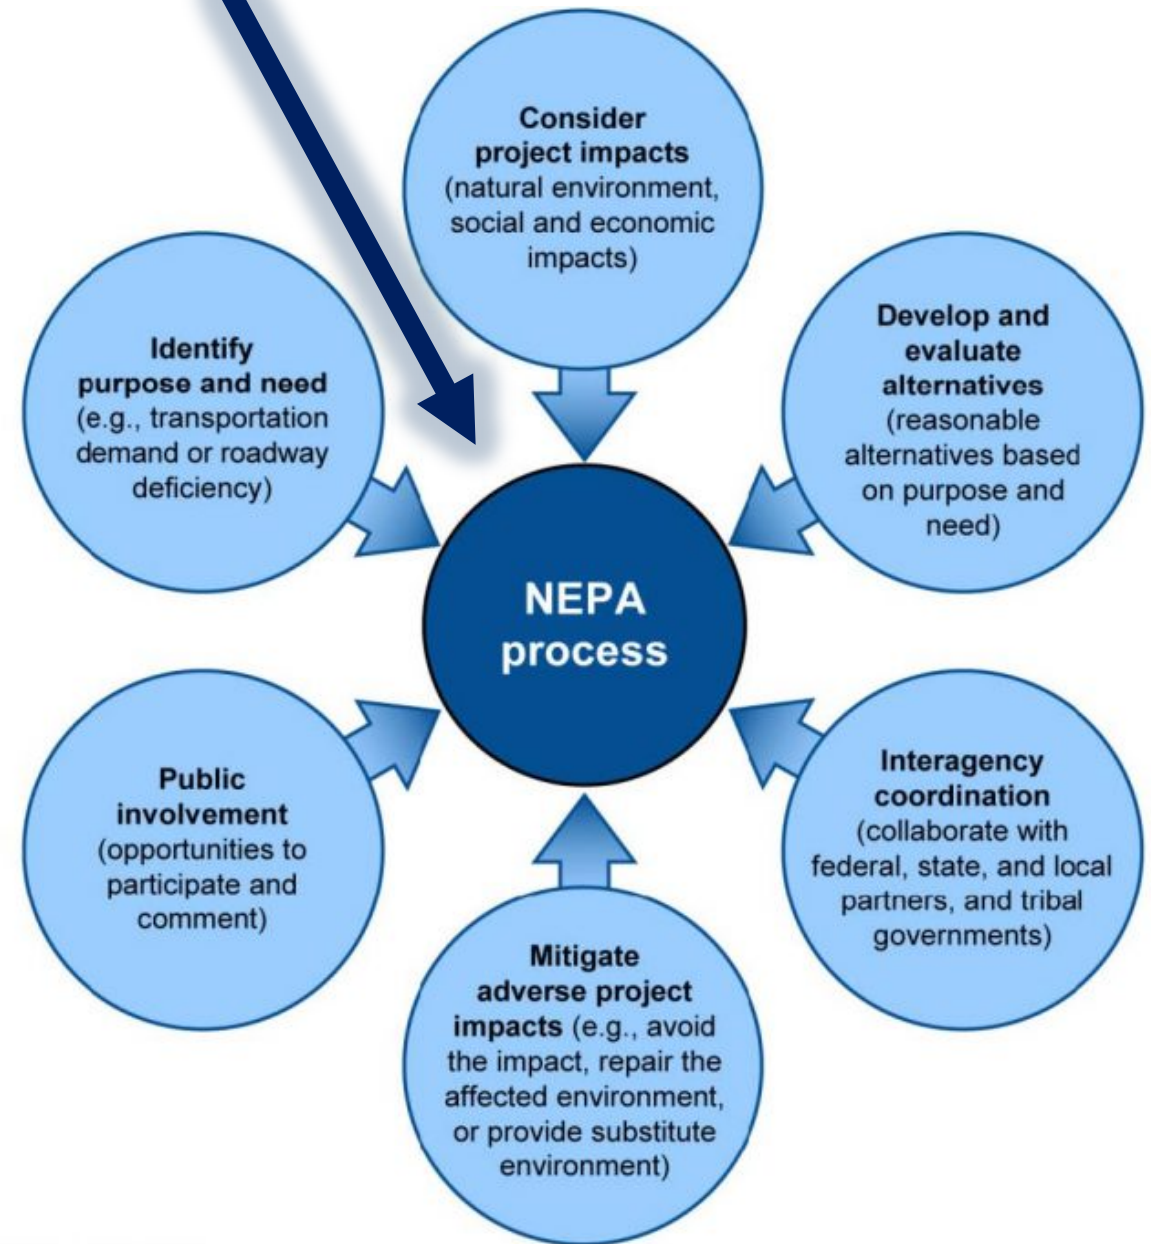 Consider
project impacts
(natural environment,
social and economic
impacts)
Identify
purpose and need
(e.g., transportation
demand or roadway
deficiency)
Develop and
evaluate
alternatives
(reasonable
alternatives based
on purpose and
need)
NEPA
process
Public
involvement
(opportunities to
participate and
comment)
Interagency
coordination
(collaborate with
federal, state, and local
partners, and tribal
governments)
Mitigate
adverse project
impacts (e.g., avoid
the impact, repair the
affected environment,
or provide substitute
environment)